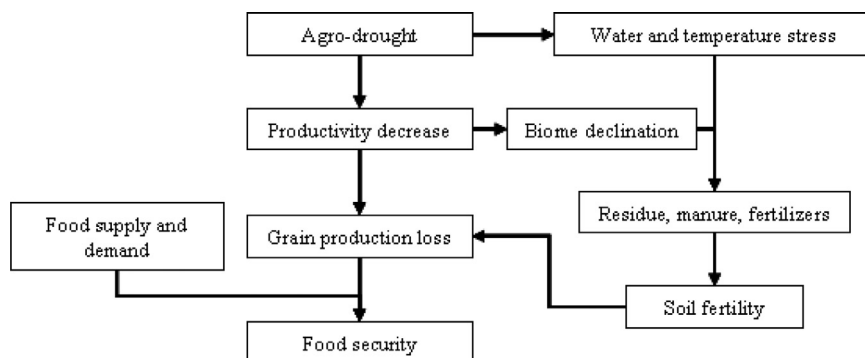 Agro-drought
Water and temperature stress
Productivity decrease
Biome declination
Residue, manure, fertilizers
Food supply and
demand
Grain production loss
Soil fertility
Food security